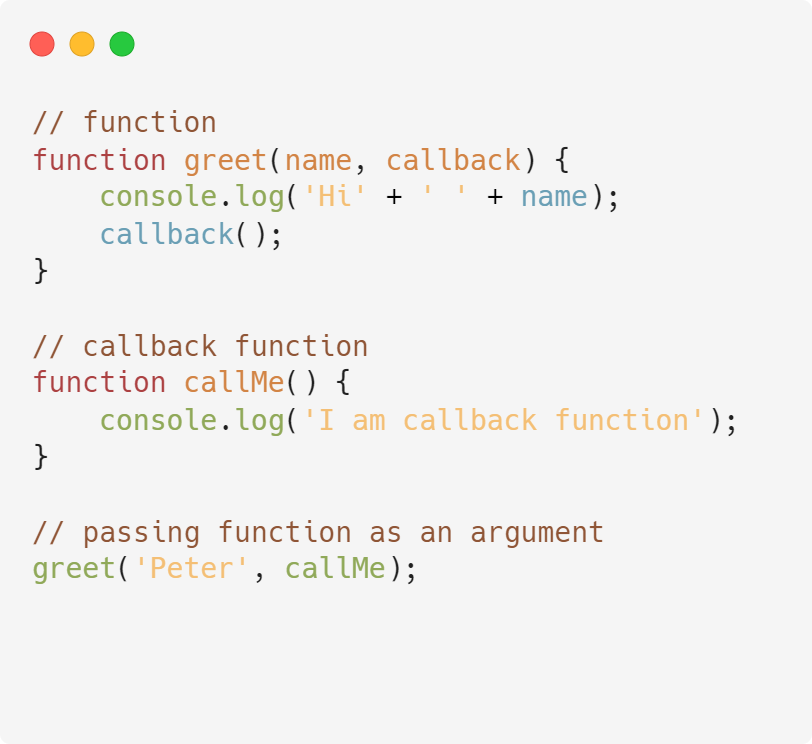 // function
function greet(name, callback) {
    console.log('Hi' + ' ' + name);
    callback();
}

// callback function
function callMe() {
    console.log('I am callback function');
}

// passing function as an argument
greet('Peter', callMe);